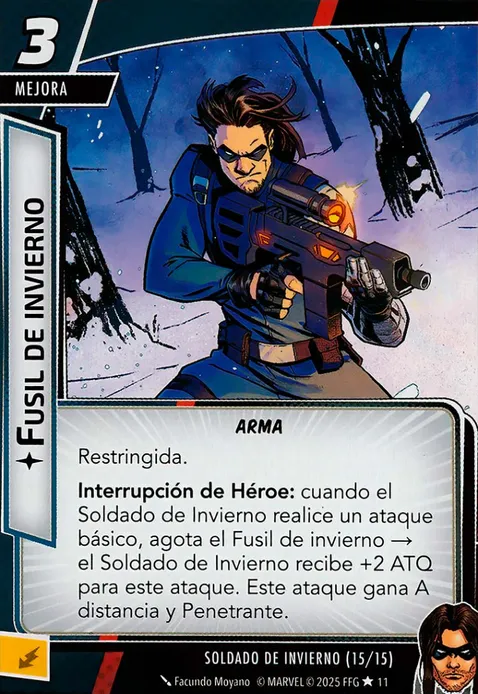 3
MEJORA
FUSIL DE INVIERNO
ARMA
Restringida.
Interrupción de Héroe: cuando el
Soldado de Invierno realice un ataque
básico, agota el Fusil de invierno →
el Soldado de Invierno recibe +2 ATQ
para este ataque. Este ataque gana A
distancia y Penetrante.
SOLDADO DE INVIERNO (15/15)
Facundo Moyano © MARVEL © 2025 FFG ★ 11